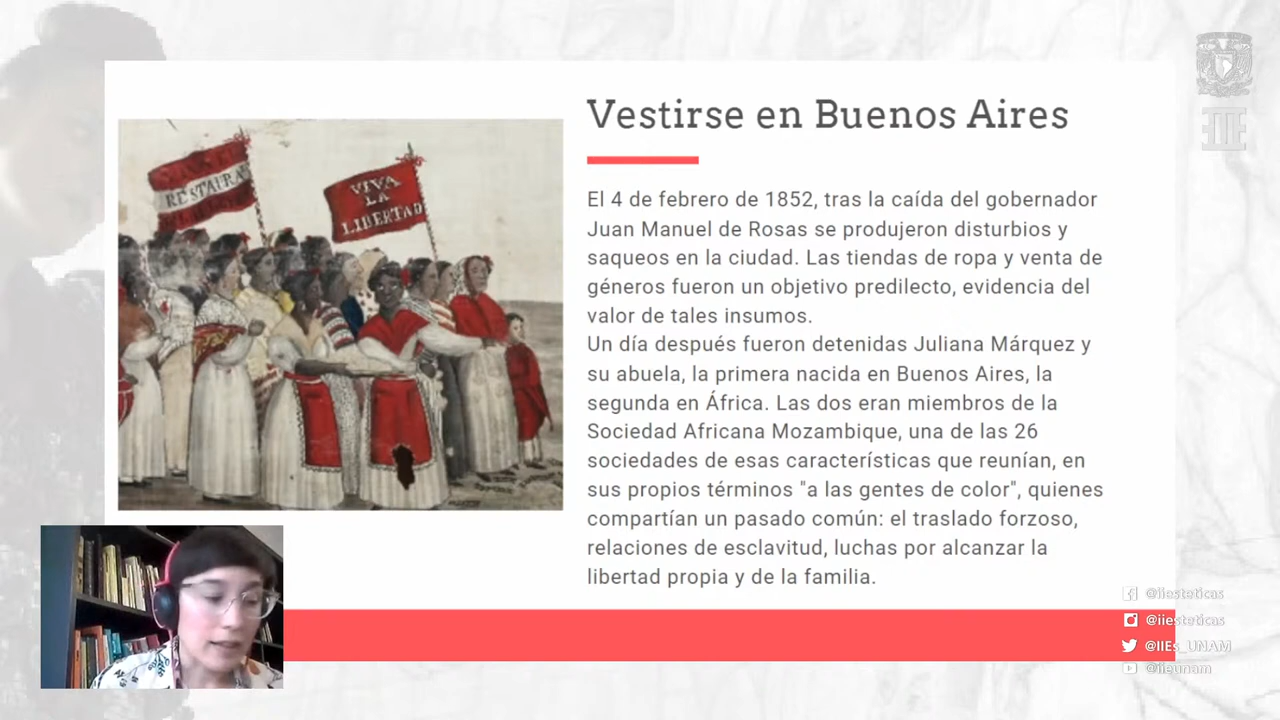 Vestirse en Buenos Aires
El 4 de febrero de 1852, tras la caída del gobernador
Juan Manuel de Rosas se produjeron disturbios y
saqueos en la ciudad. Las tiendas de ropa y venta de
géneros fueron un objetivo predilecto, evidencia del
valor de tales insumos.
Un día después fueron detenidas Juliana Márquez y
su abuela, la primera nacida en Buenos Aires, la
segunda en África. Las dos eran miembros de la
Sociedad Africana Mozambique, una de las 26
sociedades de esas características que reunían, en
sus propios términos "a las gentes de color", quienes
compartían un pasado común: el traslado forzoso,
relaciones de esclavitud, luchas por alcanzar la
libertad propia y de la familia.
RESTAURA
VIVA
LA
LIBERTAD
@iiesteticas
@iiesteticas
@IIEs_UNAM
@iieunam